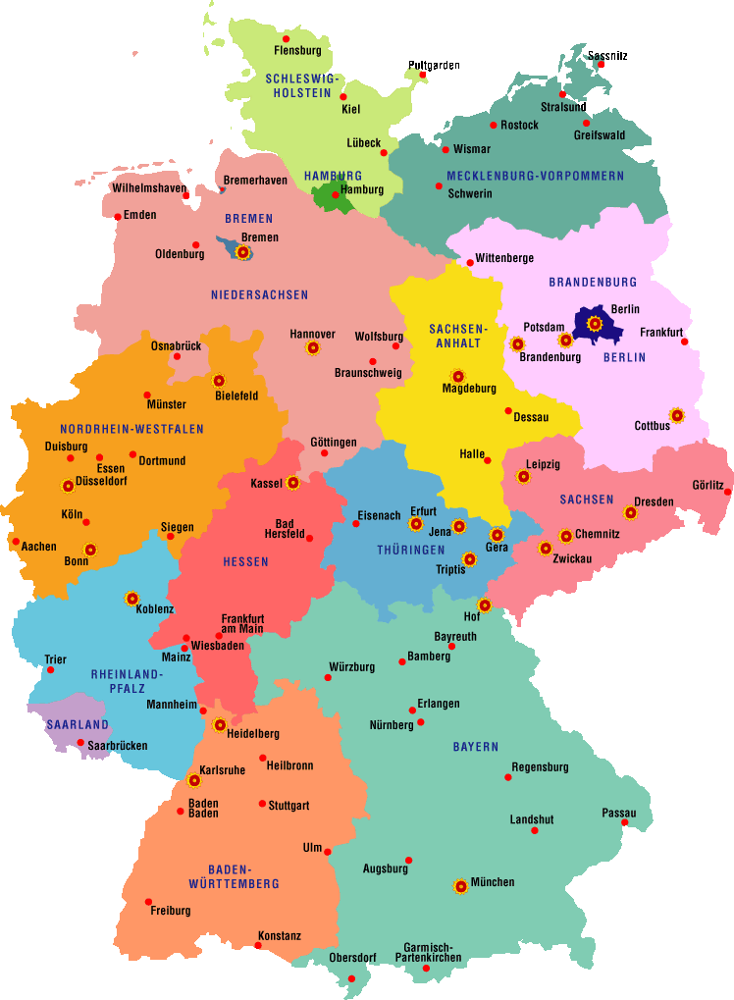 Flensburg
Puttgarden
Sassnitz
SCHLESWIG-
HOLSTEIN
Kiel
Stralsund
Rostock
Greifswald
Lübeck
Wismar
HAMBURG
Hamburg
MECKLENBURG-VORPOMMERN
Schwerin
Wilhelmshaven
Bremerhaven
Emden
BREMEN
Bremen
Oldenburg
Wittenberge
NIEDERSACHSEN
BRANDENBURG
Berlin
Potsdam
Frankfurt
Brandenburg
BERLIN
SACHSEN-
ANHALT
Hannover
Wolfsburg
Osnabrück
Braunschweig
Magdeburg
Bielefeld
Münster
Dessau
Cottbus
NORDRHEIN-WESTFALEN
Duisburg
Essen
Dortmund
Göttingen
Halle
Leipzig
Düsseldorf
Kassel
Görlitz
SACHSEN
Dresden
Köln
Siegen
Bad
Hersfeld
Eisenach
Erfurt
Jena
Gera
Chemnitz
Zwickau
Aachen
Bonn
HESSEN
THÜRINGEN
Triptis
Koblenz
Hof
Frankfurt
am Main
Wiesbaden
Mainz
Bayreuth
Bamberg
Trier
RHEINLAND-
PFALZ
Würzburg
Mannheim
Erlangen
Nürnberg
SAARLAND
Saarbrücken
Heidelberg
BAYERN
Karlsruhe
Heilbronn
Regensburg
Baden
Baden
Stuttgart
Landshut
Passau
Ulm
Augsburg
BADEN-
WÜRTTEMBERG
München
Freiburg
Konstanz
Obersdorf
Garmisch-
Partenkirchen